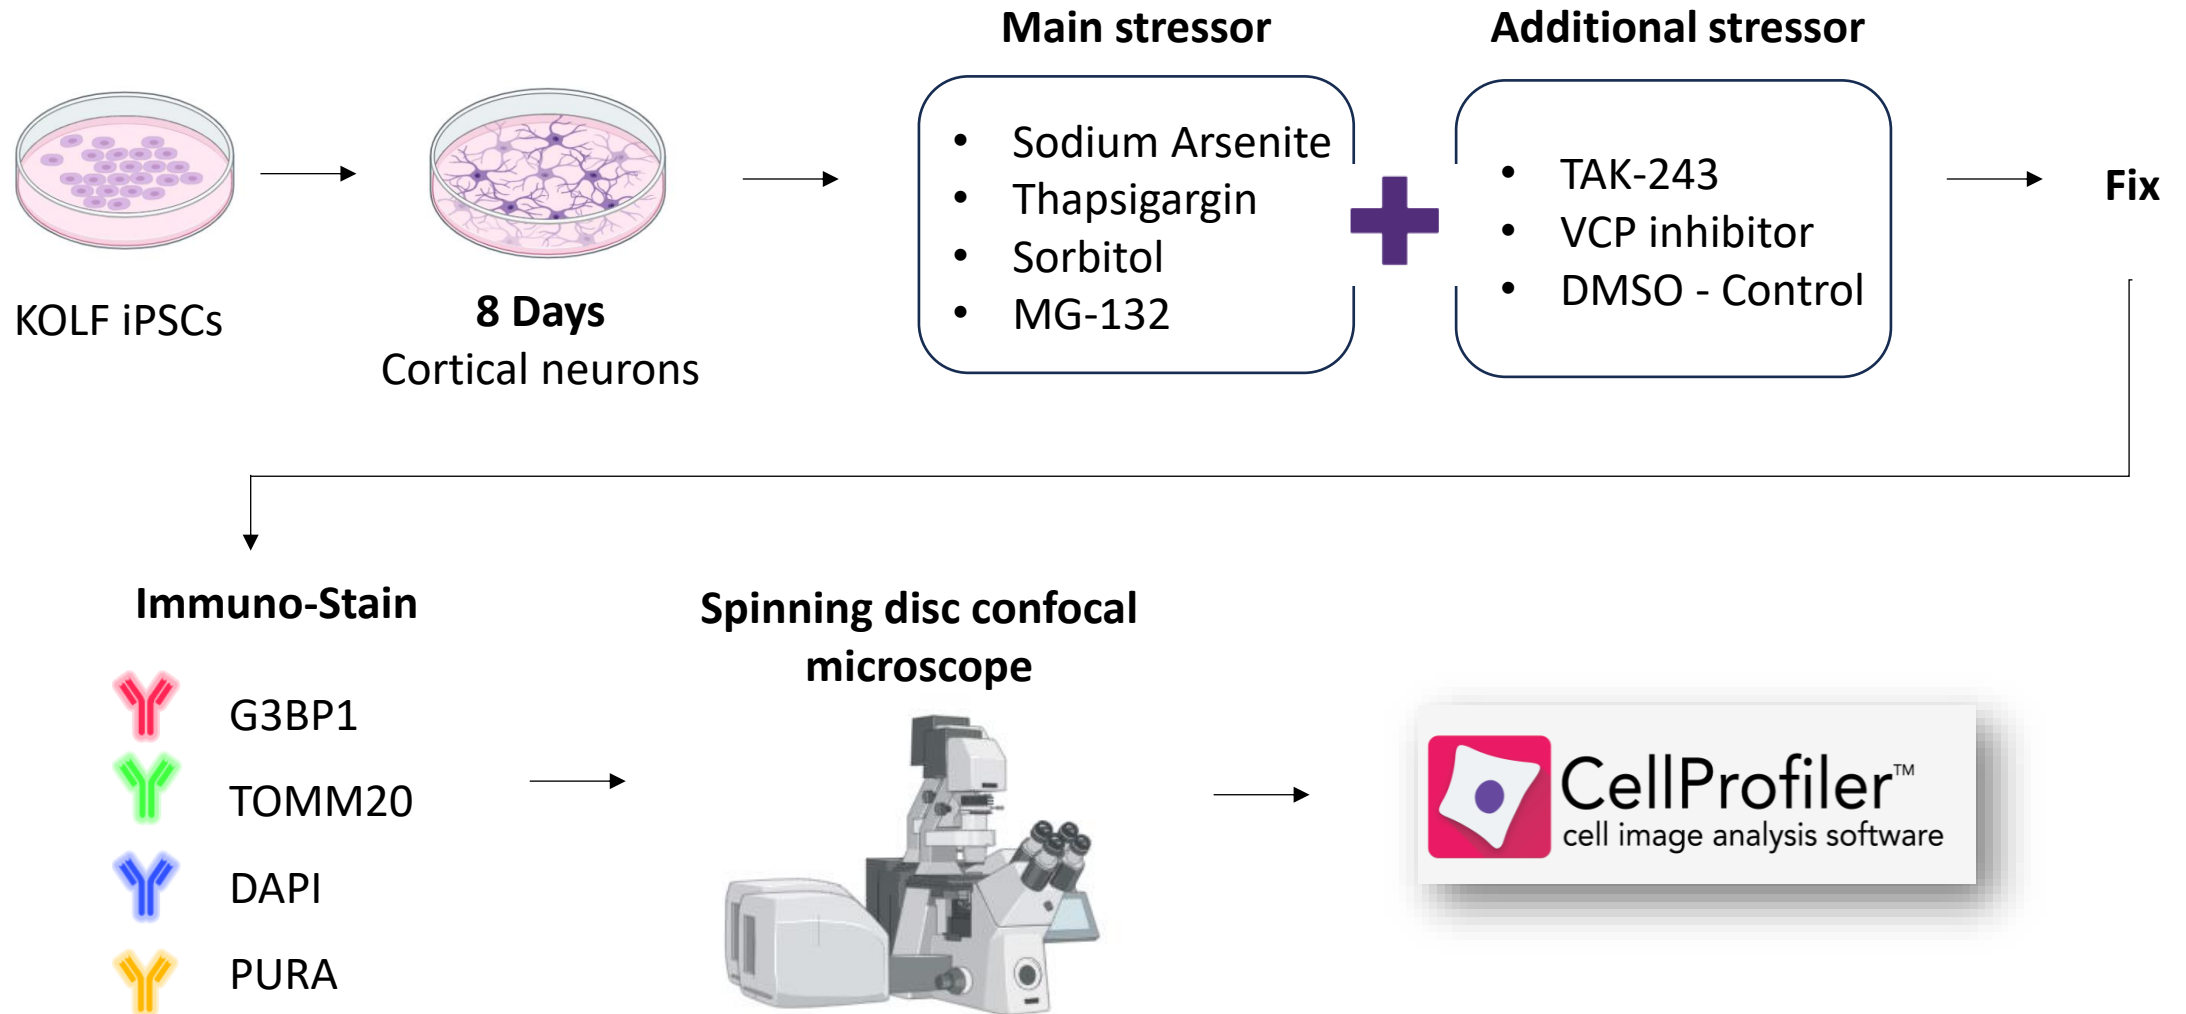 Main stressor
Additional stressor
• Sodium Arsenite
• Thapsigargin
• Sorbitol
• MG-132
• TAK-243
• VCP inhibitor
• DMSO - Control
Fix
KOLF iPSCs
8 Days
Cortical neurons
Immuno-Stain
G3BP1
TOMM20
DAPI
PURA
Spinning disc confocal
microscope
CellProfiler™
cell image analysis software